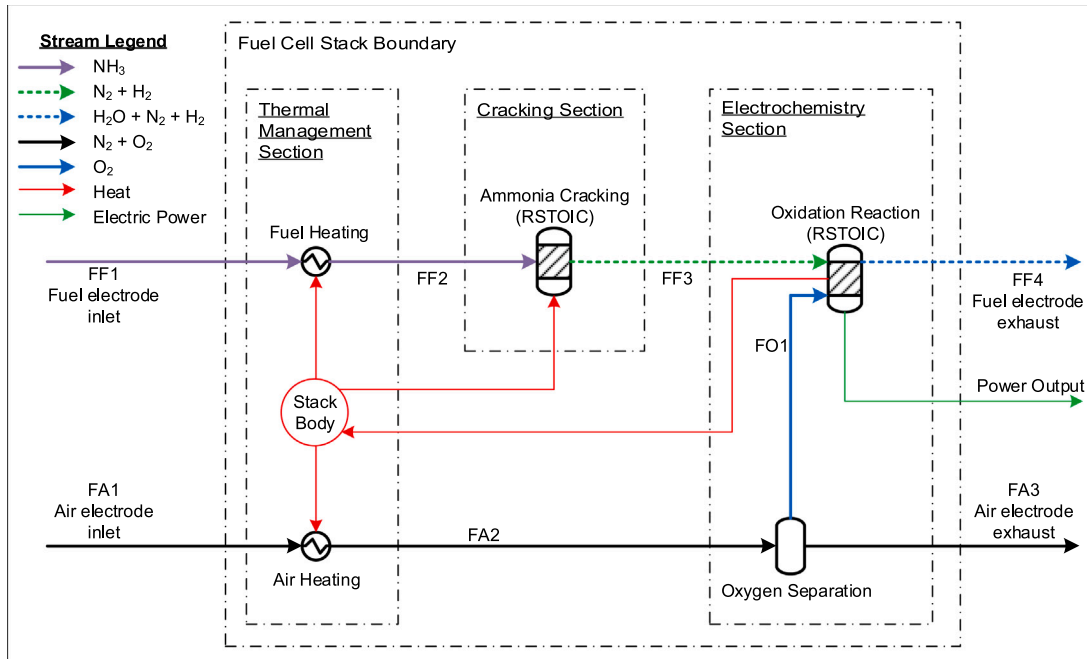 Stream Legend
NH3
N2 + H2
H2O + N2 + H2
N2 + O2
O2
Heat
Electric Power
Fuel Cell Stack Boundary
Thermal
Management
Section
Cracking Section
Electrochemistry
Section
Ammonia Cracking
(RSTOIC)
Oxidation Reaction
(RSTOIC)
Fuel Heating
FF1
Fuel electrode
inlet
FF2
FF3
FF4
Fuel electrode
exhaust
FO1
Power Output
Stack
Body
FA1
Air electrode
inlet
FA2
FA3
Air electrode
exhaust
Air Heating
Oxygen Separation